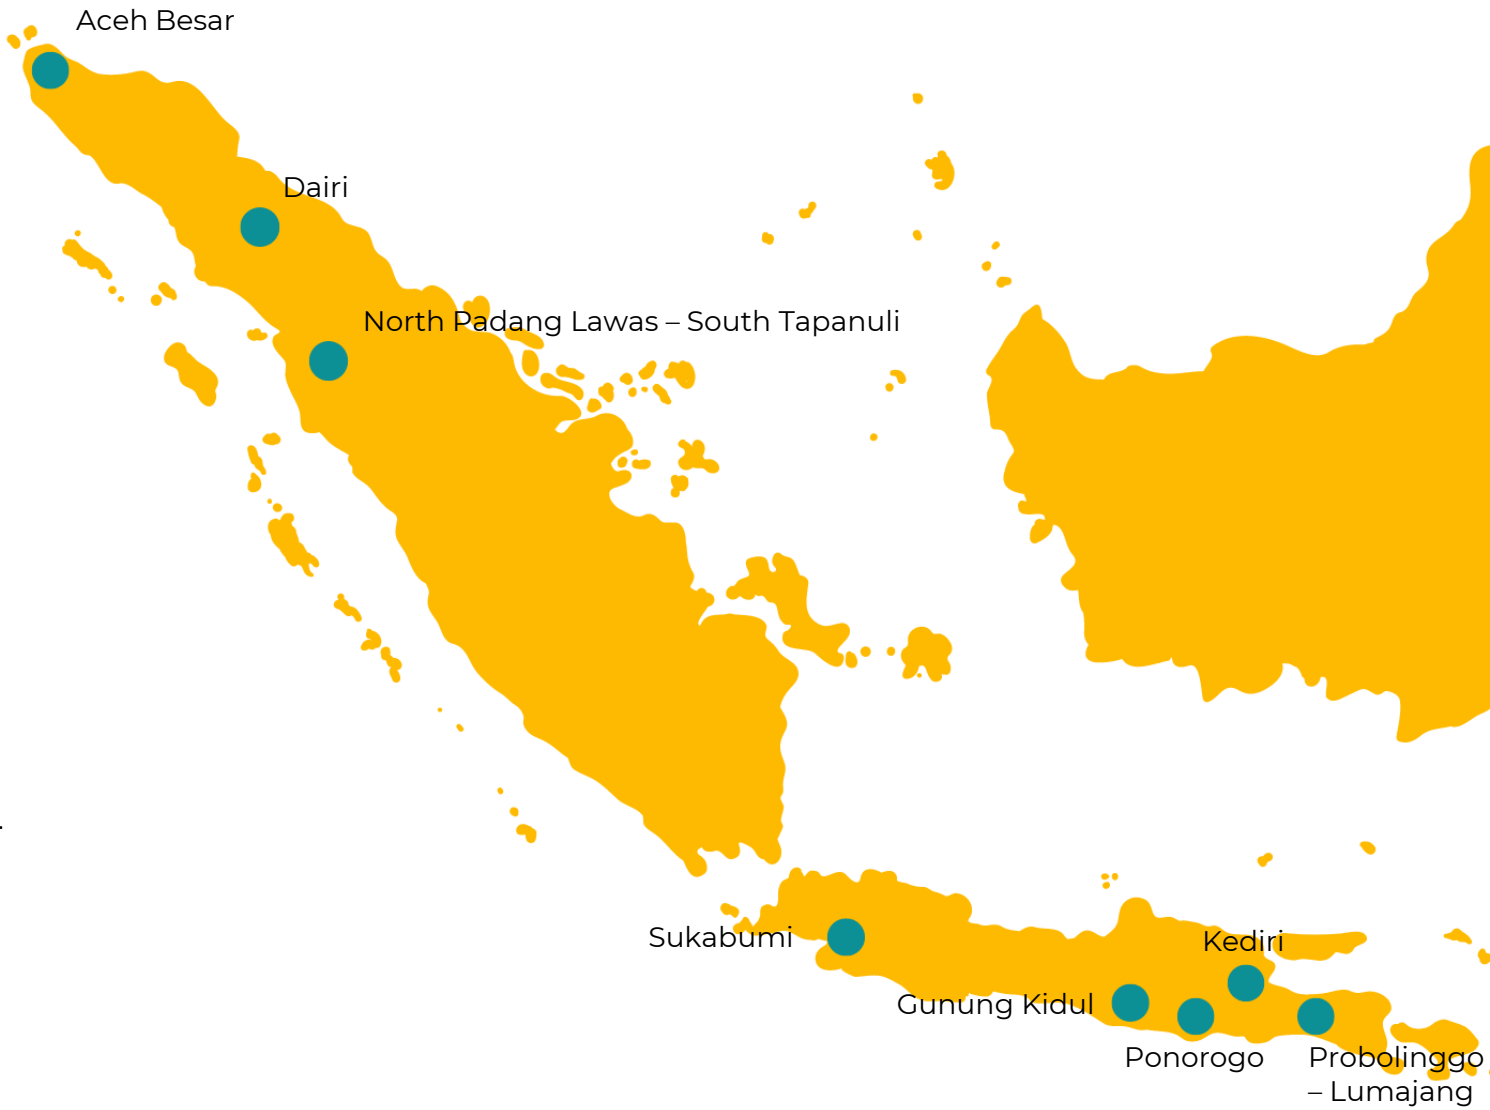 Aceh Besar
Dairi
North Padang Lawas – South Tapanuli
.
Sukabumi
Kediri
Gunung Kidul
Ponorogo
Probolinggo
– Lumajang